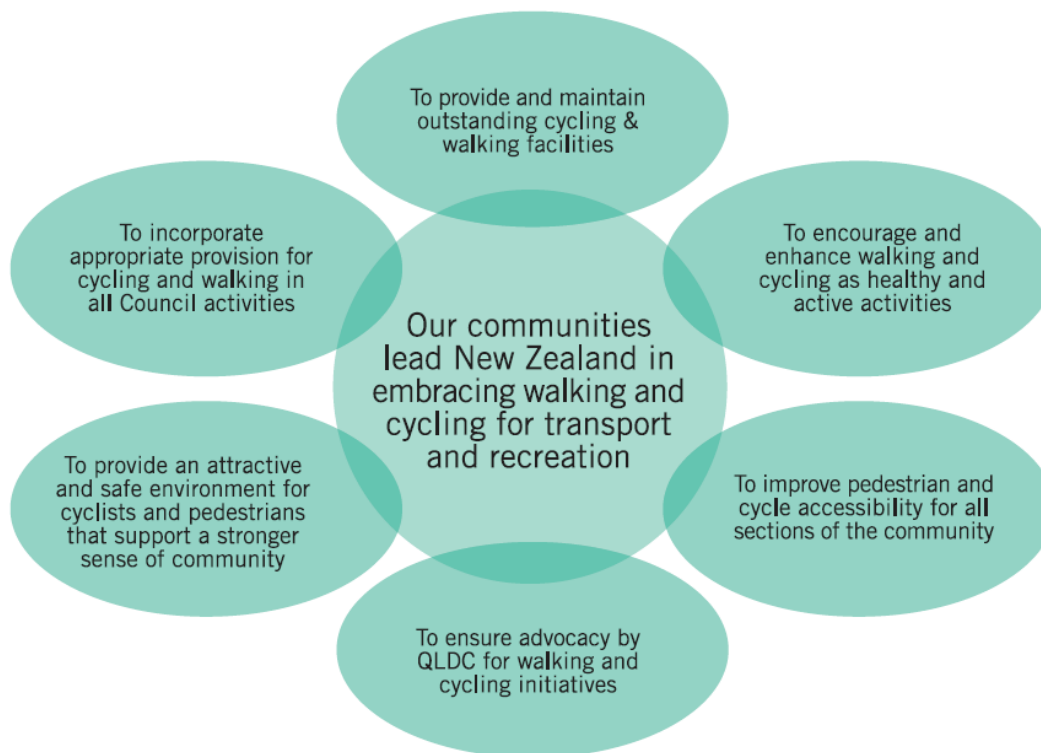 To provide and maintain
outstanding cycling &
walking facilities
To incorporate
appropriate provision for
cycling and walking in
all Council activities
To encourage and
enhance walking and
cycling as healthy and
active activities
Our communities
lead New Zealand in
embracing walking and
cycling for transport
and recreation
To provide an attractive
and safe environment for
cyclists and pedestrians
that support a stronger
sense of community
To improve pedestrian and
cycle accessibility for all
sections of the community
To ensure advocacy by
QLDC for walking and
cycling initiatives